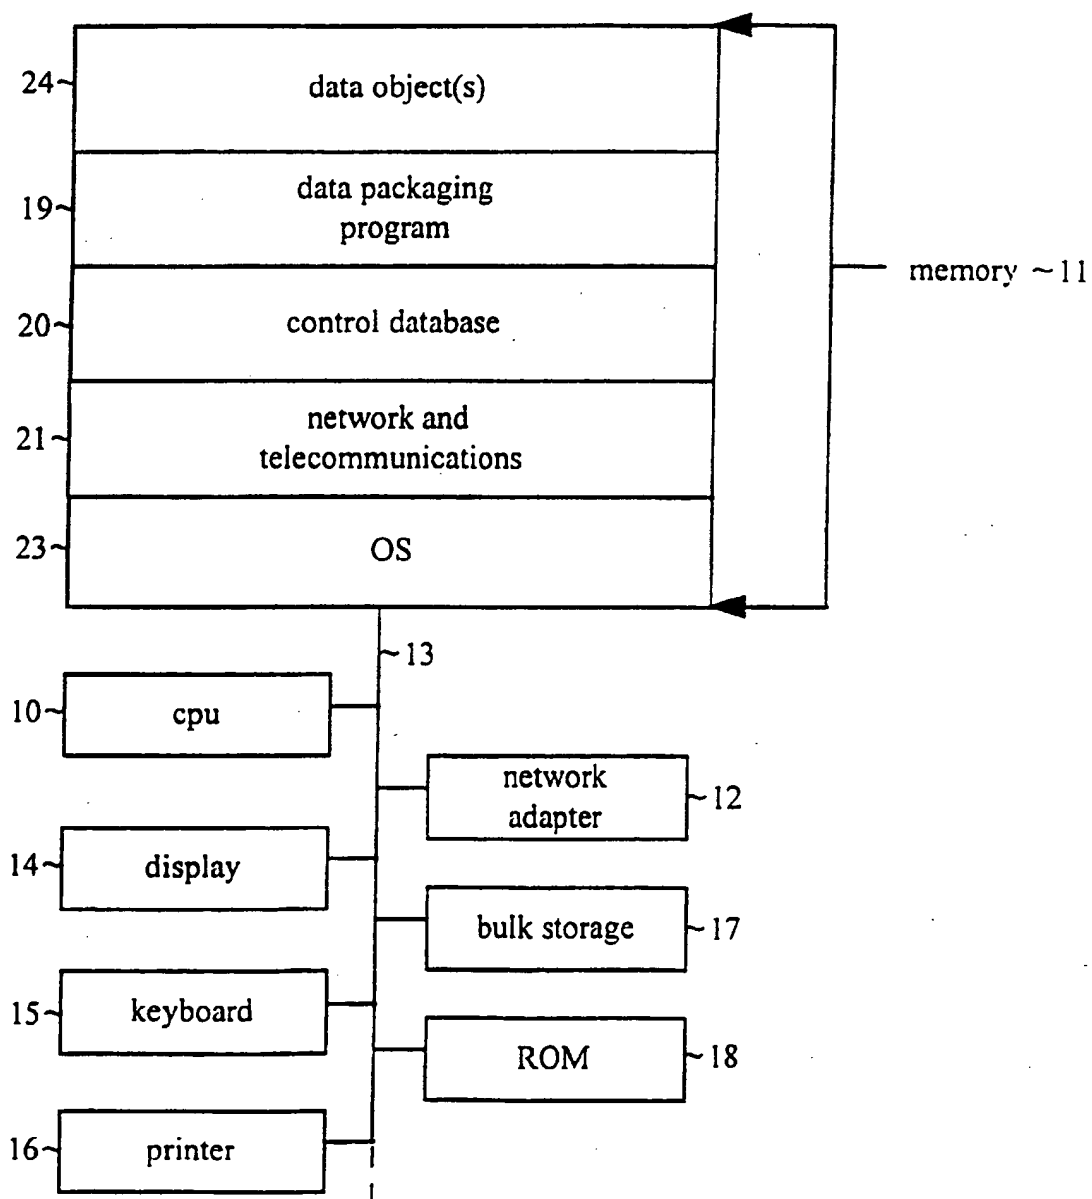 24~ data object(s)
19~ data packaging
program
memory ~11
20~ control database
21~ network and
telecommunications
23~ OS
~13
10~ cpu
network
adapter ~12
14~ display
bulk storage ~17
15~ keyboard
ROM ~18
16~ printer